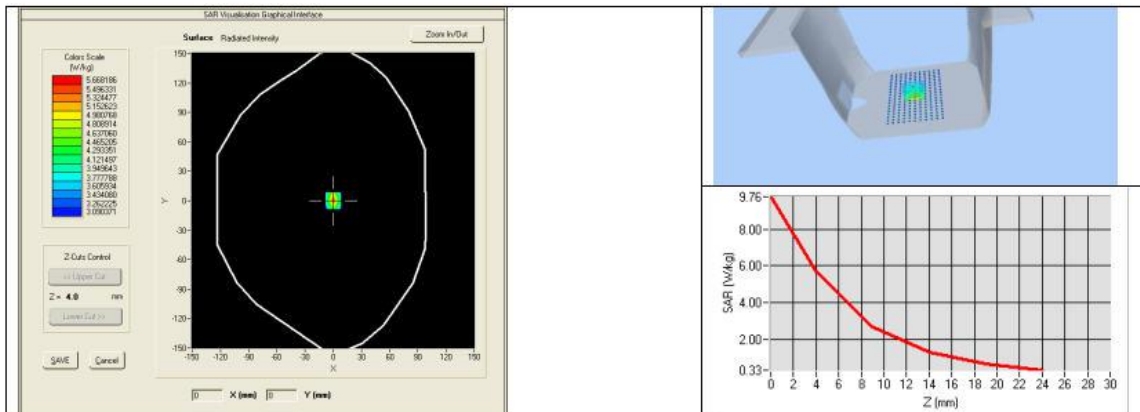 SAR Visualisation Graphical Interface
Surface Radiated Intensity
Zoom In/Out
Colors Scale
(W/kg)
5.668186
5.496331
5.324477
5.152623
4.980768
4.808914
4.637060
4.465205
4.293351
4.121497
3.949643
3.777788
3.605934
3.434080
3.262225
3.090371
Z-Cuts Control
<< Upper Cut
Z = 4.0 mm
Lower Cut >>
SAVE Cancel
150
120
90
60
30
0
-30
-60
-90
-120
-150
Y
-150 -120 -90 -60 -30 0 30 60 90 120 150
X
0 X (mm) 0 Y (mm)
9.76
8.00
6.00
4.00
2.00
0.33
SAR (W/kg)
0 2 4 6 8 10 12 14 16 18 20 22 24 26 28 30
Z (mm)